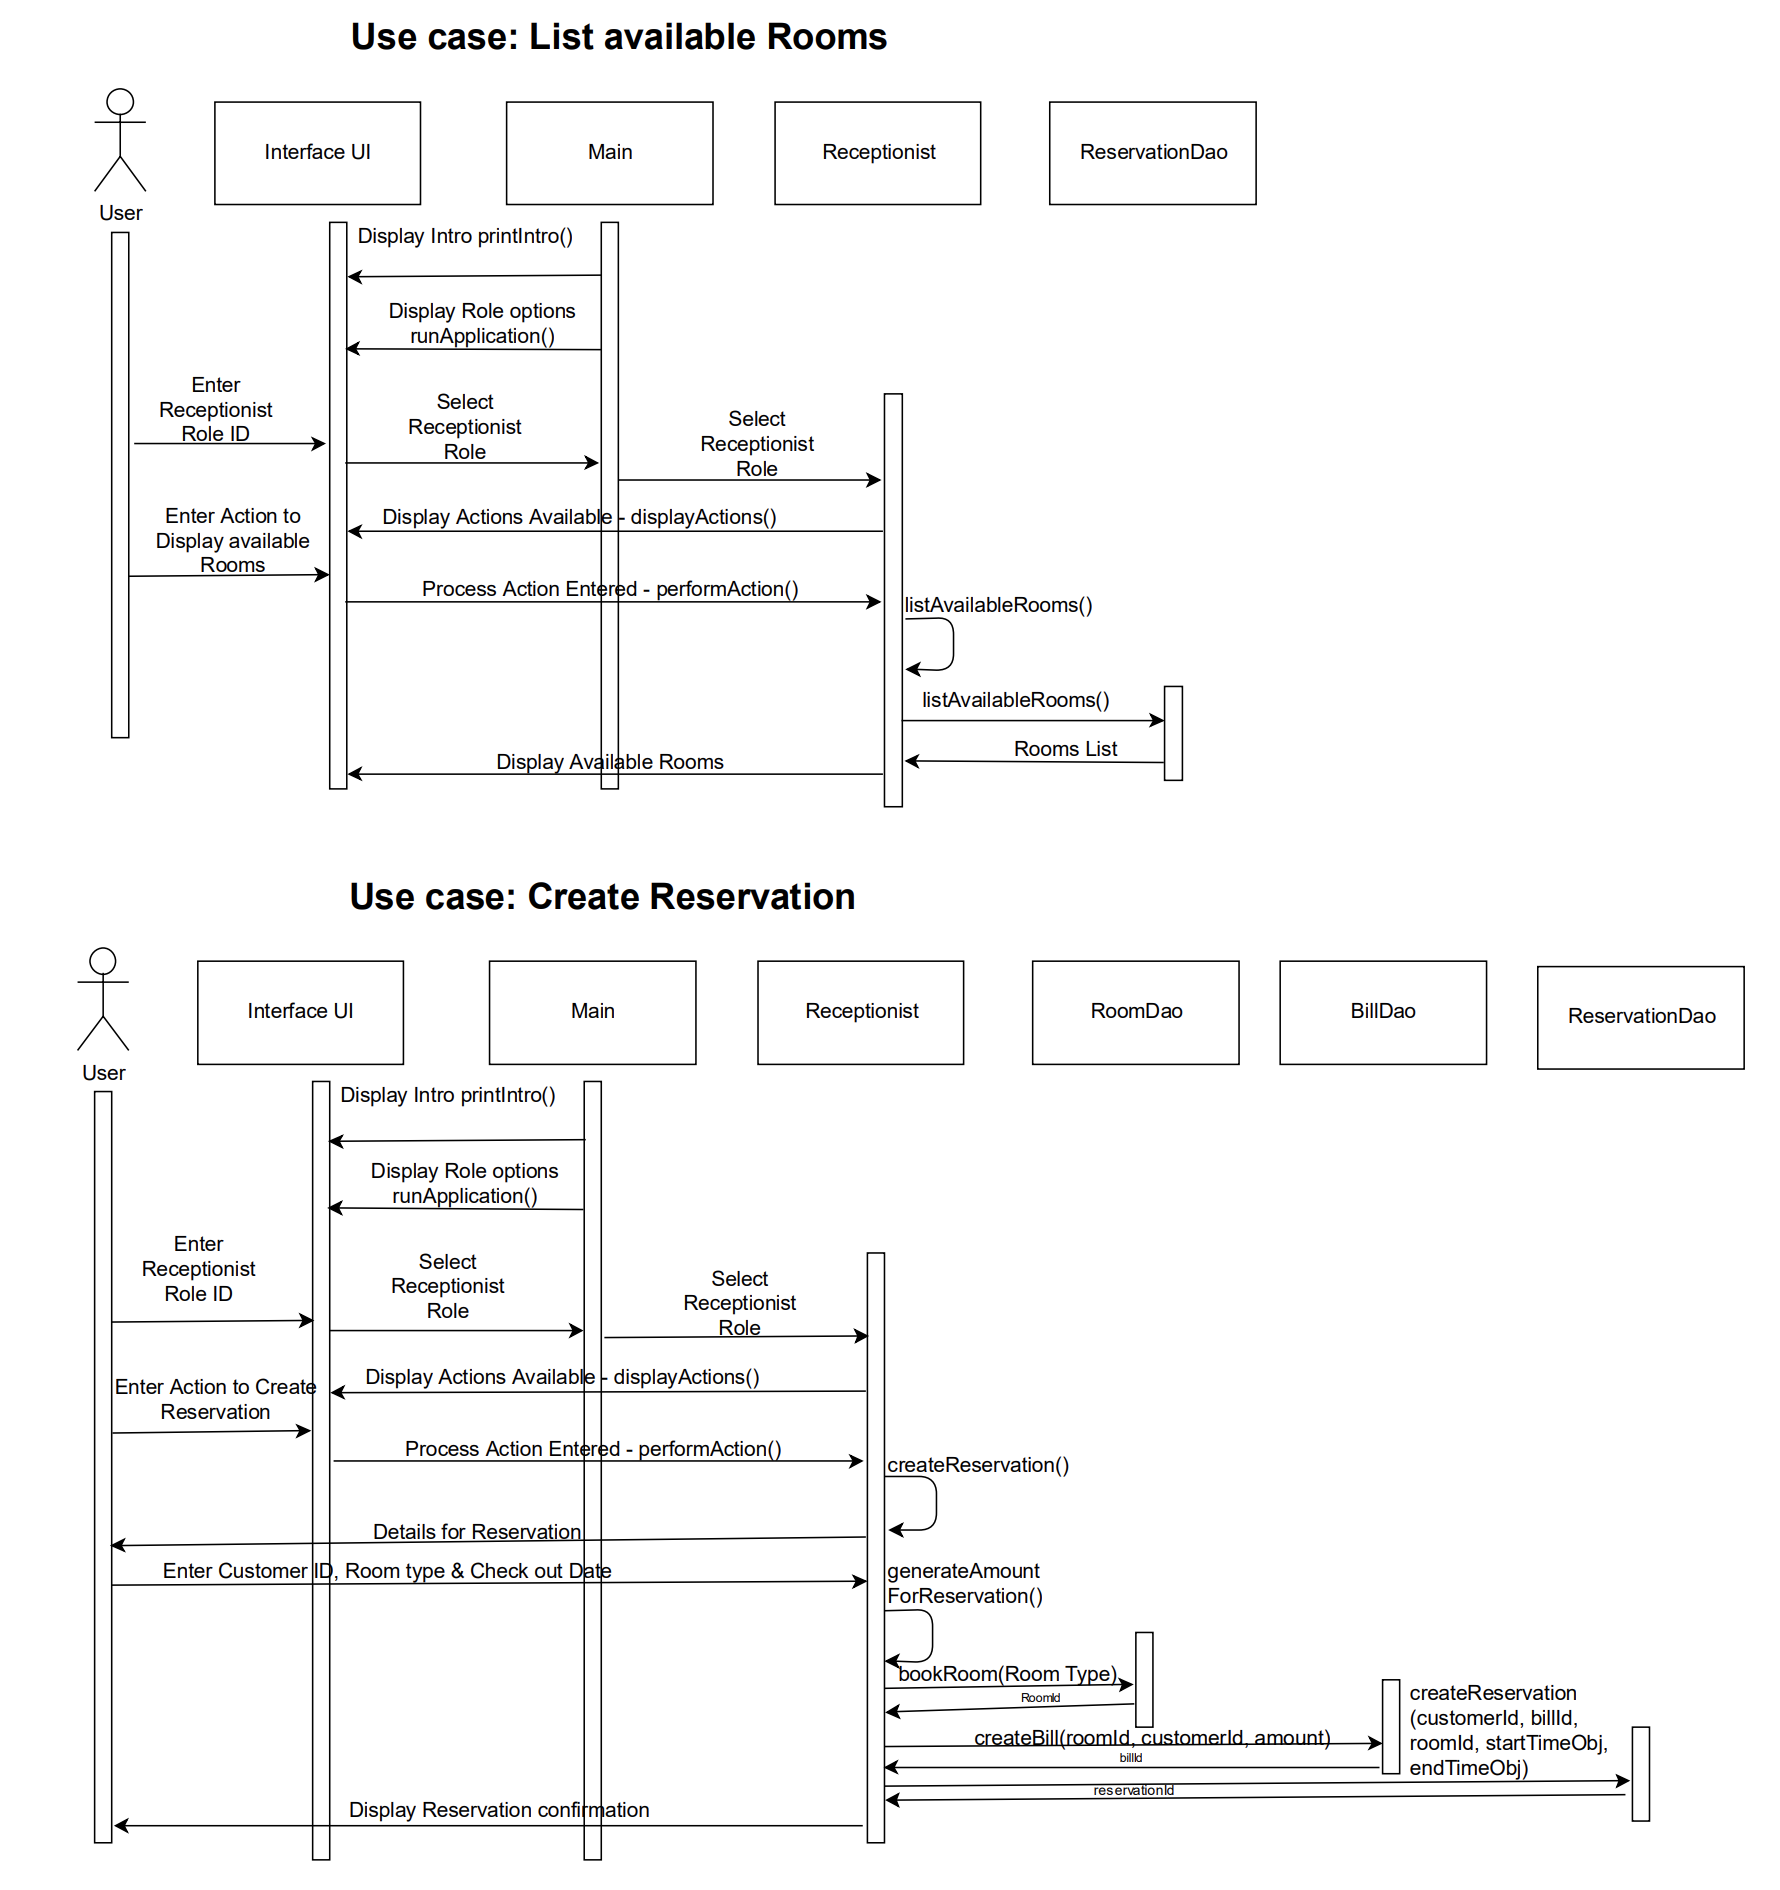 Use case: List available Rooms
User
Interface UI
Main
Receptionist
ReservationDao
Display Intro printIntro()
Display Role options
runApplication()
Enter
Receptionist
Role ID
Select
Receptionist
Role
Select
Receptionist
Role
Enter Action to
Display available
Rooms
Display Actions Available - displayActions()
Process Action Entered - performAction()
listAvailableRooms()
listAvailableRooms()
Rooms List
Display Available Rooms
Use case: Create Reservation
User
Interface UI
Main
Receptionist
RoomDao
BillDao
ReservationDao
Display Intro printIntro()
Display Role options
runApplication()
Enter
Receptionist
Role ID
Select
Receptionist
Role
Select
Receptionist
Role
Enter Action to Create
Reservation
Display Actions Available - displayActions()
Process Action Entered - performAction()
createReservation()
Details for Reservation
Enter Customer ID, Room type & Check out Date
generateAmount
ForReservation()
bookRoom(Room Type)
RoomId
createBill(roomId, customerId, amount)
billId
createReservation
(customerId, billId,
roomId, startTimeObj,
endTimeObj)
reservationId
Display Reservation confirmation